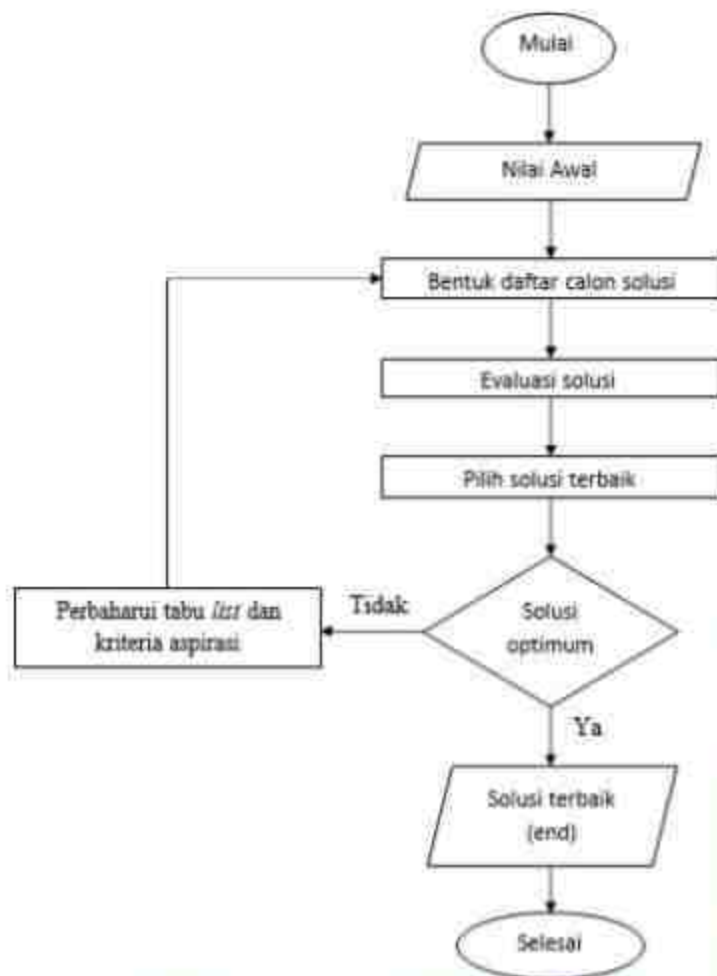 Mulai
Nilai Awal
Bentuk daftar calon solusi
Evaluasi solusi
Pilih solusi terbaik
Solusi
optimum
Tidak
Perbaharui tabu list dan
kriteria aspirasi
Ya
Solusi terbaik
(end)
Selesai